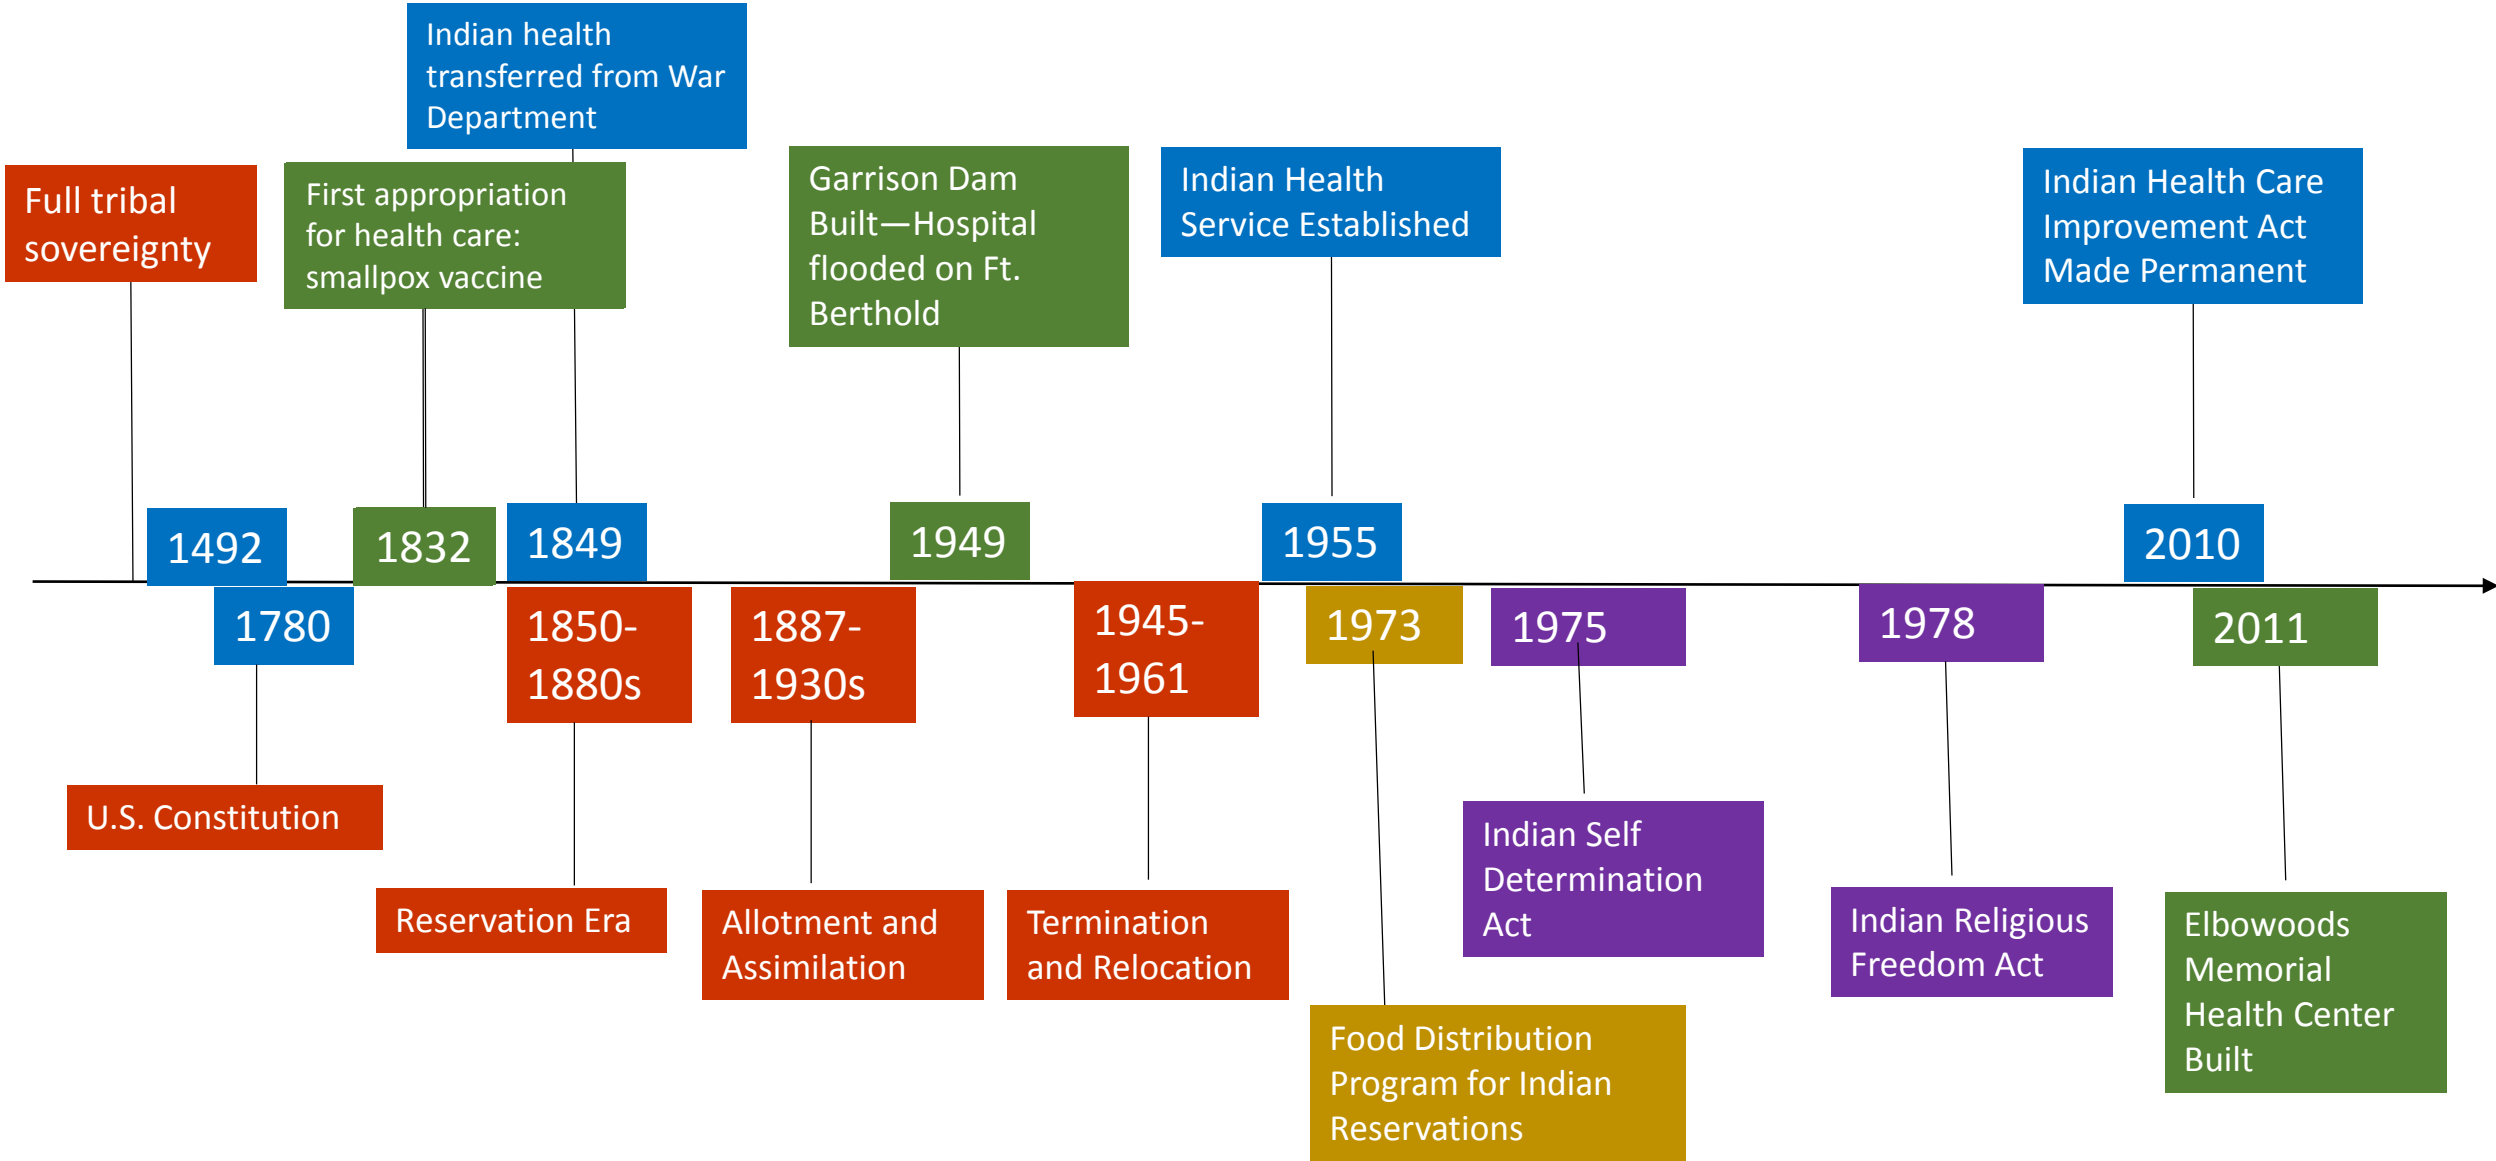 Indian health
transferred from War
Department
Full tribal
sovereignty
First appropriation
for health care:
smallpox vaccine
Garrison Dam
Built—Hospital
flooded on Ft.
Berthold
Indian Health
Service Established
Indian Health Care
Improvement Act
Made Permanent
1492
1832
1849
1949
1955
2010
1780
1850-
1880s
1887-
1930s
1945-
1961
1973
1975
1978
2011
U.S. Constitution
Reservation Era
Allotment and
Assimilation
Termination
and Relocation
Indian Self
Determination
Act
Indian Religious
Freedom Act
Elbowoods
Memorial
Health Center
Built
Food Distribution
Program for Indian
Reservations